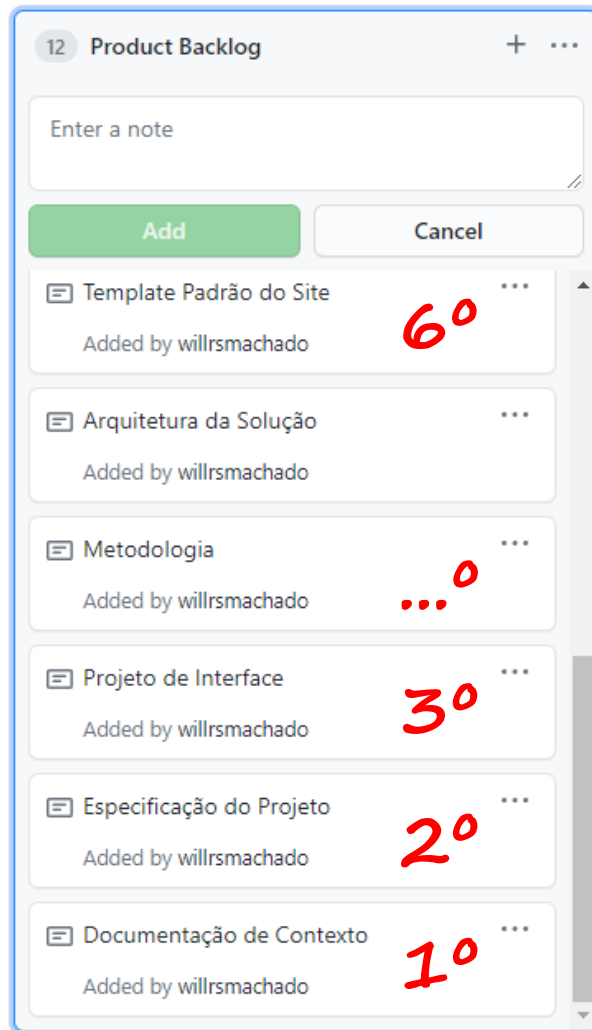 12 Product Backlog
Enter a note
Add Cancel
Template Padrão do Site
Added by willrsmachado
6º
Arquitetura da Solução
Added by willrsmachado
Metodologia
Added by willrsmachado
...º
Projeto de Interface
Added by willrsmachado
3º
Especificação do Projeto
Added by willrsmachado
2º
Documentação de Contexto
Added by willrsmachado
1º